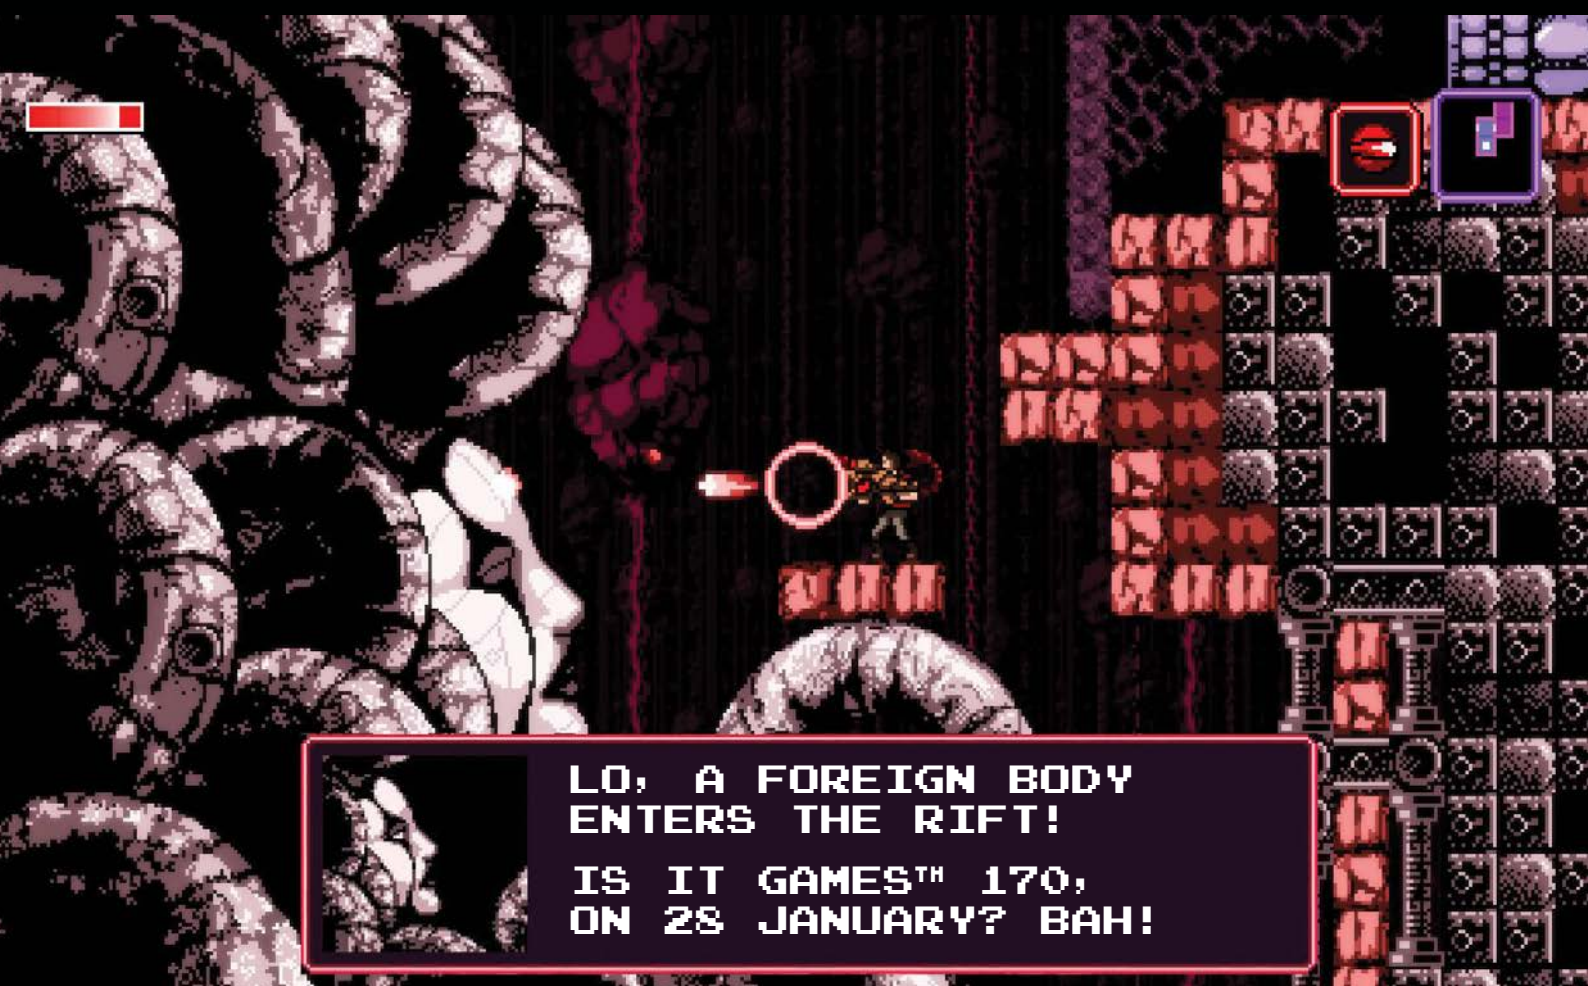 LO, A FOREIGN BODY
ENTERS THE RIFT!
IS IT GAMES™ 170,
ON 28 JANUARY? BAH!